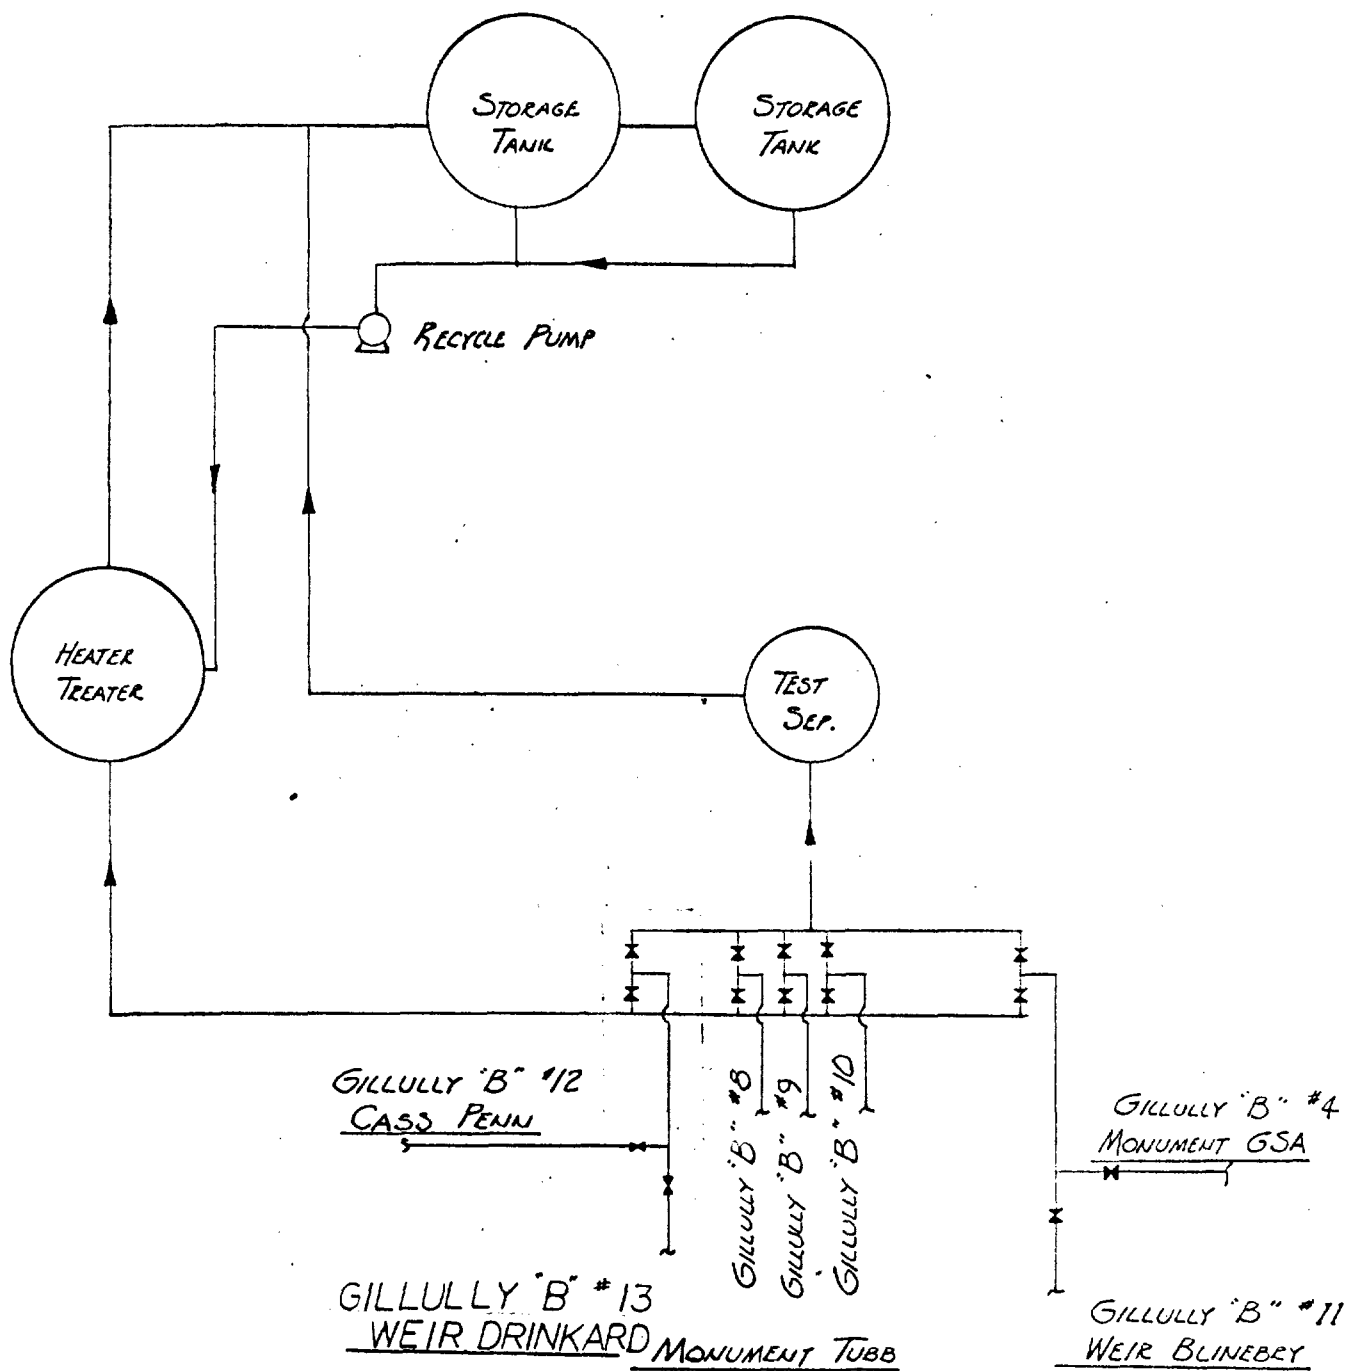 STORAGE
TANK
STORAGE
TANK
RECYCLE PUMP
HEATER
TREATER
TEST
SEP.
GILLULLY "B" #12
CASS PENN
GILLULLY "B" #8
GILLULLY "B" #9
GILLULLY "B" #10
GILLULLY "B" #4
MONUMENT GSA
GILLULLY "B" #13
WEIR DRINKARD
MONUMENT TUBB
GILLULLY "B" #11
WEIR BLINEBRY